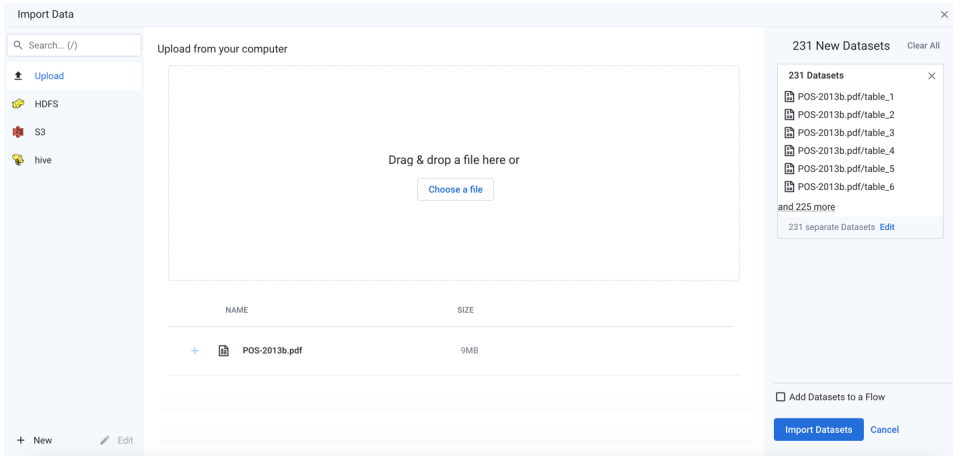 Import Data
Search... (/)
Upload
HDFS
S3
hive
+ New
Edit
Upload from your computer
Drag & drop a file here or
Choose a file
NAME SIZE
+ POS-2013b.pdf 9MB
231 New Datasets Clear All
231 Datasets
POS-2013b.pdf/table_1
POS-2013b.pdf/table_2
POS-2013b.pdf/table_3
POS-2013b.pdf/table_4
POS-2013b.pdf/table_5
POS-2013b.pdf/table_6
and 225 more
231 separate Datasets Edit
Add Datasets to a Flow
Import Datasets Cancel